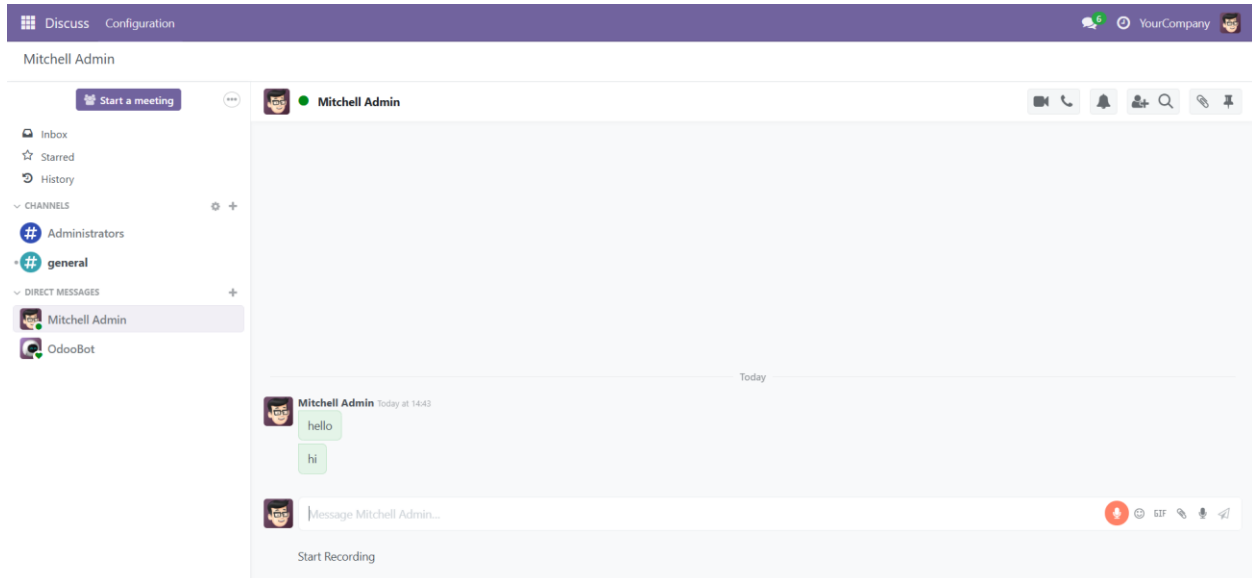 Discuss Configuration 6 YourCompany
Mitchell Admin
Start a meeting
Mitchell Admin
Inbox
Starred
History
CHANNELS
Administrators
general
DIRECT MESSAGES
Mitchell Admin
OdooBot
Today
Mitchell Admin Today at 14:43
hello
hi
Message Mitchell Admin...
GIF
Start Recording